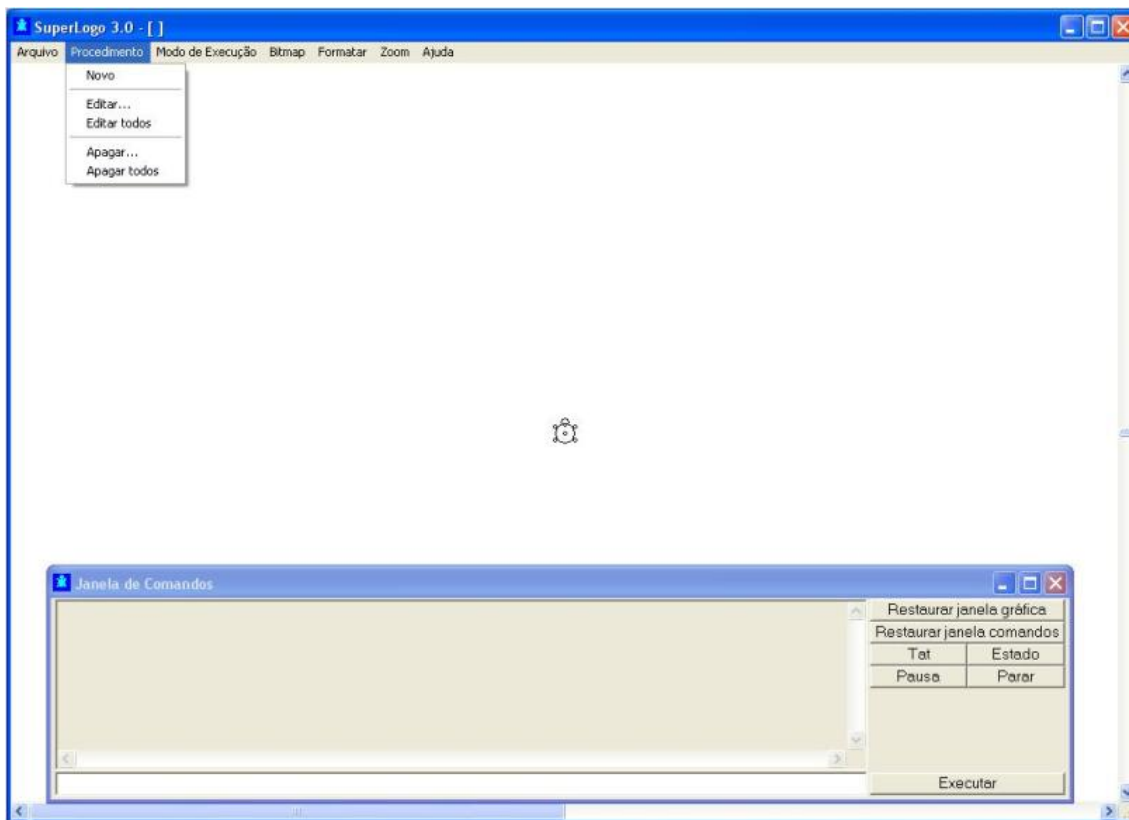 SuperLogo 3.0 - [ ]
Arquivo Procedimento Modo de Execução Bitmap Formatar Zoom Ajuda
Novo
Editar...
Editar todos
Apagar...
Apagar todos
Janela de Comandos
Restaurar janela gráfica
Restaurar janela comandos
Tat Estado
Pausa Parar
Executar